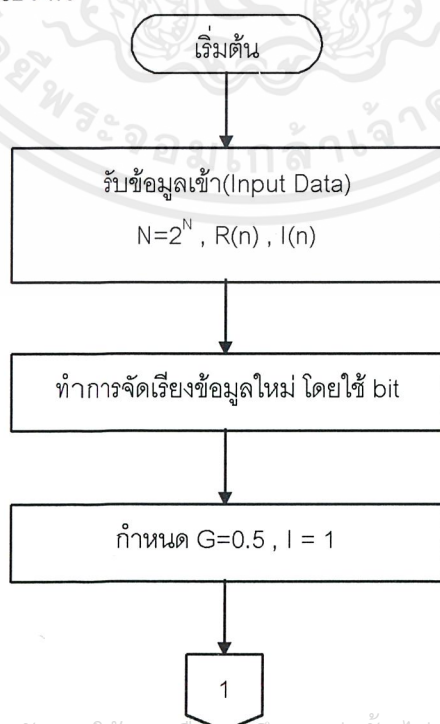 เริ่มต้น
รับข้อมูลเข้า(Input Data)
N=2^N , R(n) , I(n)
ทำการจัดเรียงข้อมูลใหม่ โดยใช้ bit
กำหนด G=0.5 , I = 1
1